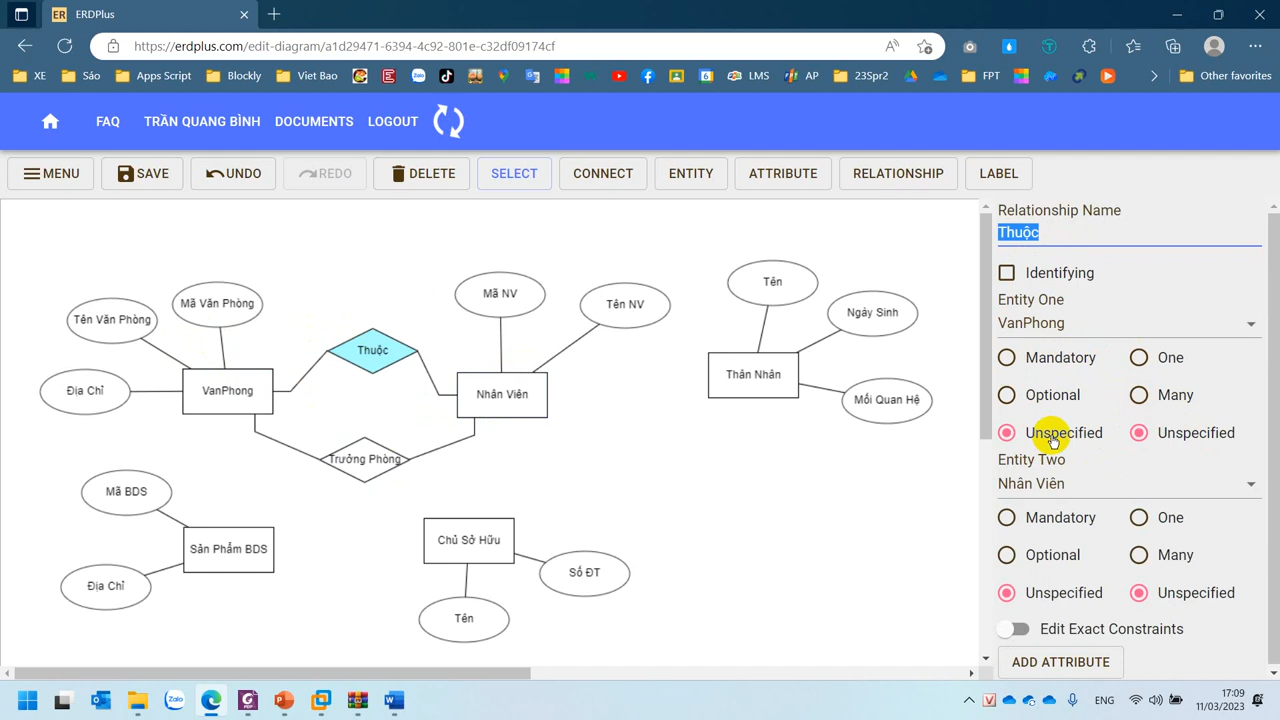 ERDPlus
https://erdplus.com/edit-diagram/a1d29471-6394-4c92-801e-c32df09174cf
XE
Sáo
Apps Script
Blockly
Viet Bao
LMS
AP
23Spr2
FPT
Other favorites
FAQ
TRẦN QUANG BÌNH
DOCUMENTS
LOGOUT
MENU
SAVE
UNDO
REDO
DELETE
SELECT
CONNECT
ENTITY
ATTRIBUTE
RELATIONSHIP
LABEL
Tên Văn Phòng
Mã Văn Phòng
Địa Chỉ
VanPhong
Thuộc
Mã NV
Tên NV
Nhân Viên
Trưởng Phòng
Tên
Ngày Sinh
Thân Nhân
Mối Quan Hệ
Mã BDS
Sản Phẩm BDS
Địa Chỉ
Chủ Sở Hữu
Số ĐT
Tên
Relationship Name
Thuộc
Identifying
Entity One
VanPhong
Mandatory
One
Optional
Many
Unspecified
Unspecified
Entity Two
Nhân Viên
Mandatory
One
Optional
Many
Unspecified
Unspecified
Edit Exact Constraints
ADD ATTRIBUTE
ENG
17:09
11/03/2023